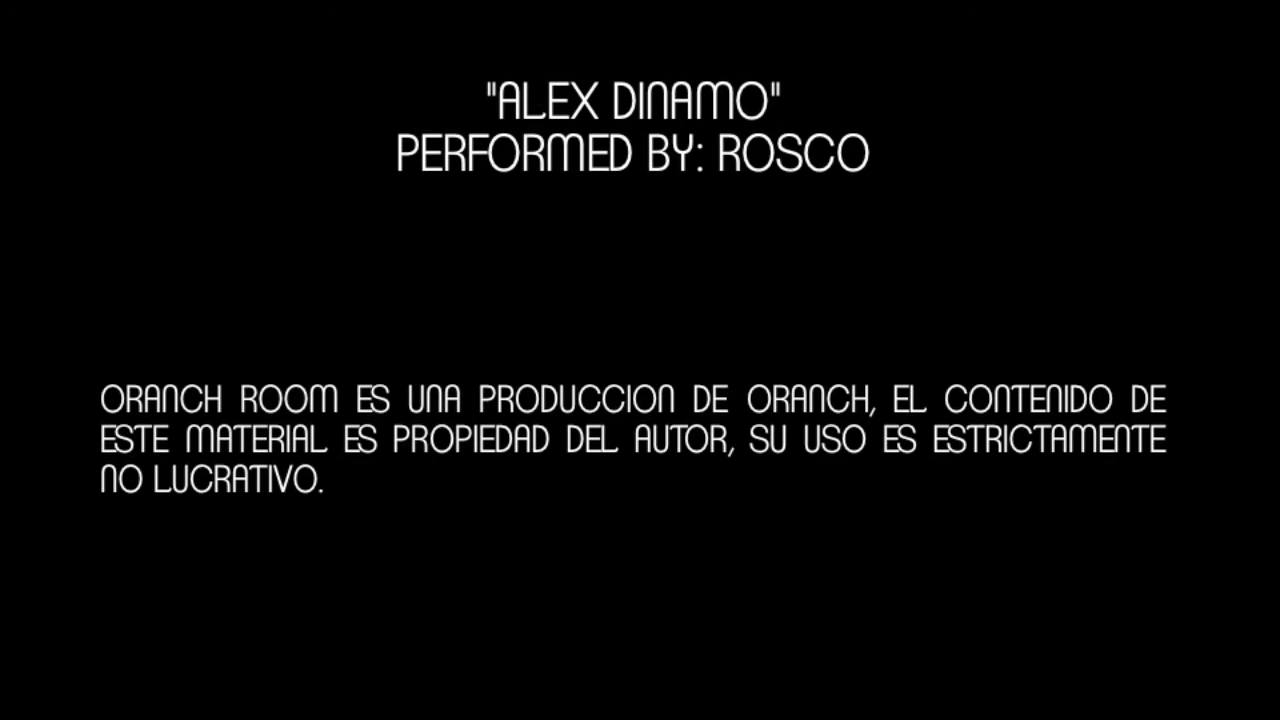 "ALEX DINAMO"
PERFORMED BY: ROSCO
ORANCH ROOM ES UNA PRODUCCION DE ORANCH, EL CONTENIDO DE
ESTE MATERIAL ES PROPIEDAD DEL AUTOR, SU USO ES ESTRICTAMENTE
NO LUCRATIVO.